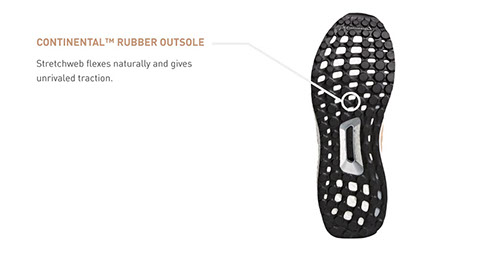 CONTINENTAL™ RUBBER OUTSOLE
Stretchweb flexes naturally and gives
unrivaled traction.